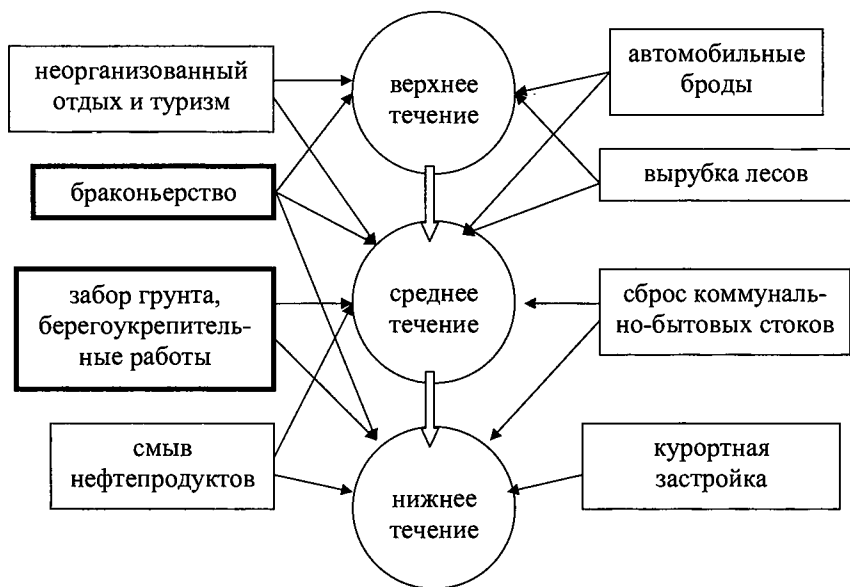 неорганизованный
отдых и туризм
верхнее
течение
автомобильные
броды
браконьерство
вырубка лесов
забор грунта,
берегоукрепитель-
ные работы
среднее
течение
сброс коммуналь-
но-бытовых стоков
смыв
нефтепродуктов
нижнее
течение
курортная
застройка